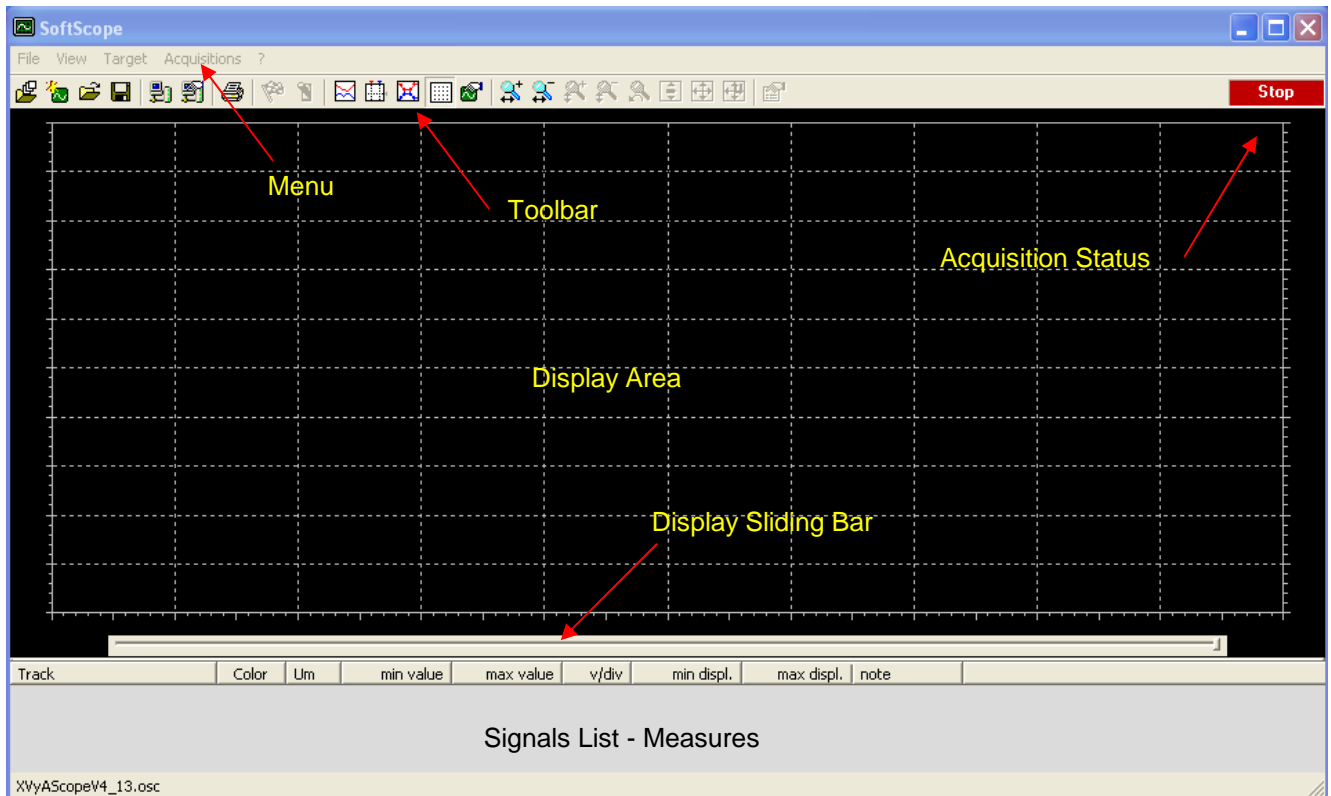 SoftScope
File View Target Acquisitions ?
Stop
Menu
Toolbar
Acquisition Status
Display Area
Display Sliding Bar
Track Color Um min value max value v/div min displ. max displ. note
Signals List - Measures
XVyAScopeV4_13.osc